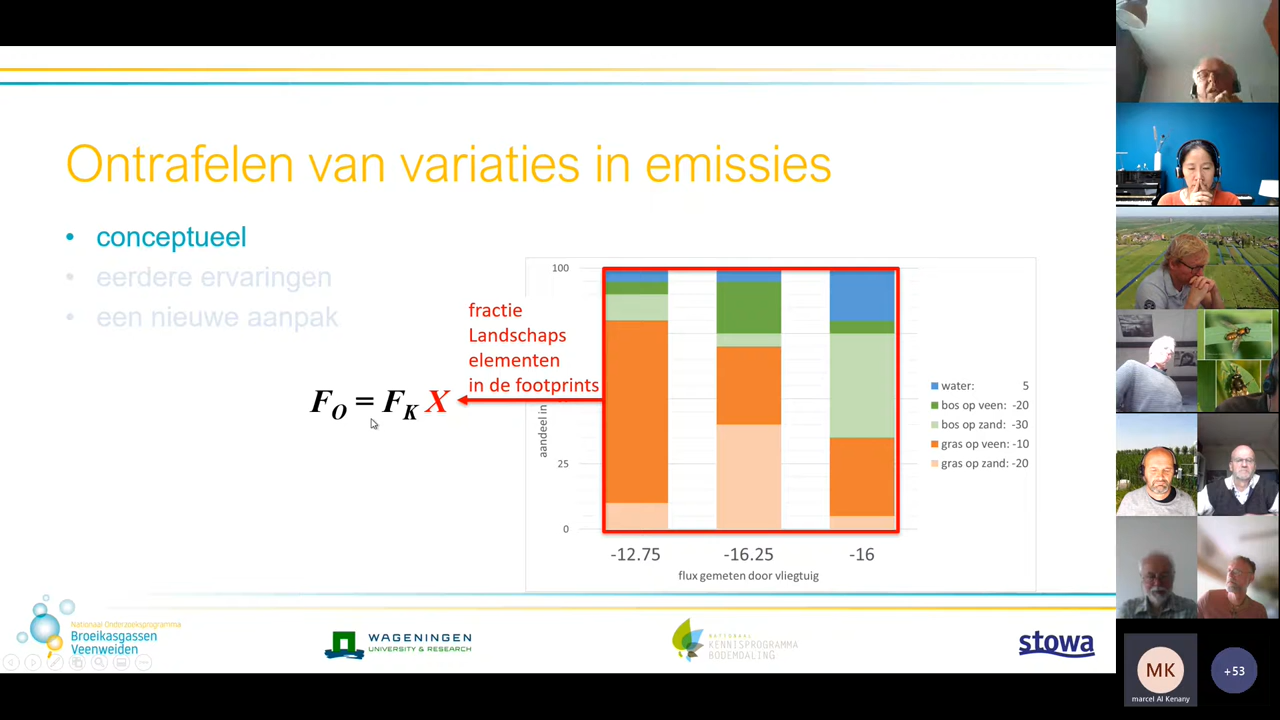 Ontrafelen van variaties in emissies
• conceptueel
• eerdere ervaringen
• een nieuwe aanpak
fractie
Landschaps
elementen
in de footprints
F_O = F_K X
100
25
0
aandeel in
-12.75 -16.25 -16
flux gemeten door vliegtuig
water: 5
bos op veen: -20
bos op zand: -30
gras op veen: -10
gras op zand: -20
Nationaal Onderzoeksprogramma
Broeikasgassen
Veenweiden
WAGENINGEN
UNIVERSITY & RESEARCH
NATIONAAL
KENNISPROGRAMMA
BODEMDALING
stowa
MK
marcel Al Kenany
+53